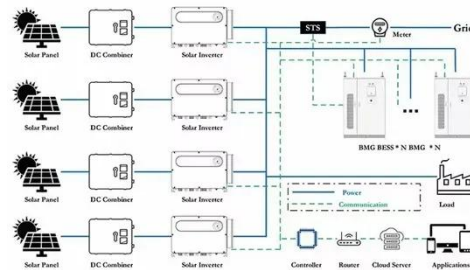 STS
Meter
Grid
Solar Panel DC Combiner Solar Inverter
Solar Panel DC Combiner Solar Inverter
BMG BESS * N BMG * N
Solar Panel DC Combiner Solar Inverter
Power
Communication
Load
Solar Panel DC Combiner Solar Inverter
Controller Router Cloud Server Applications